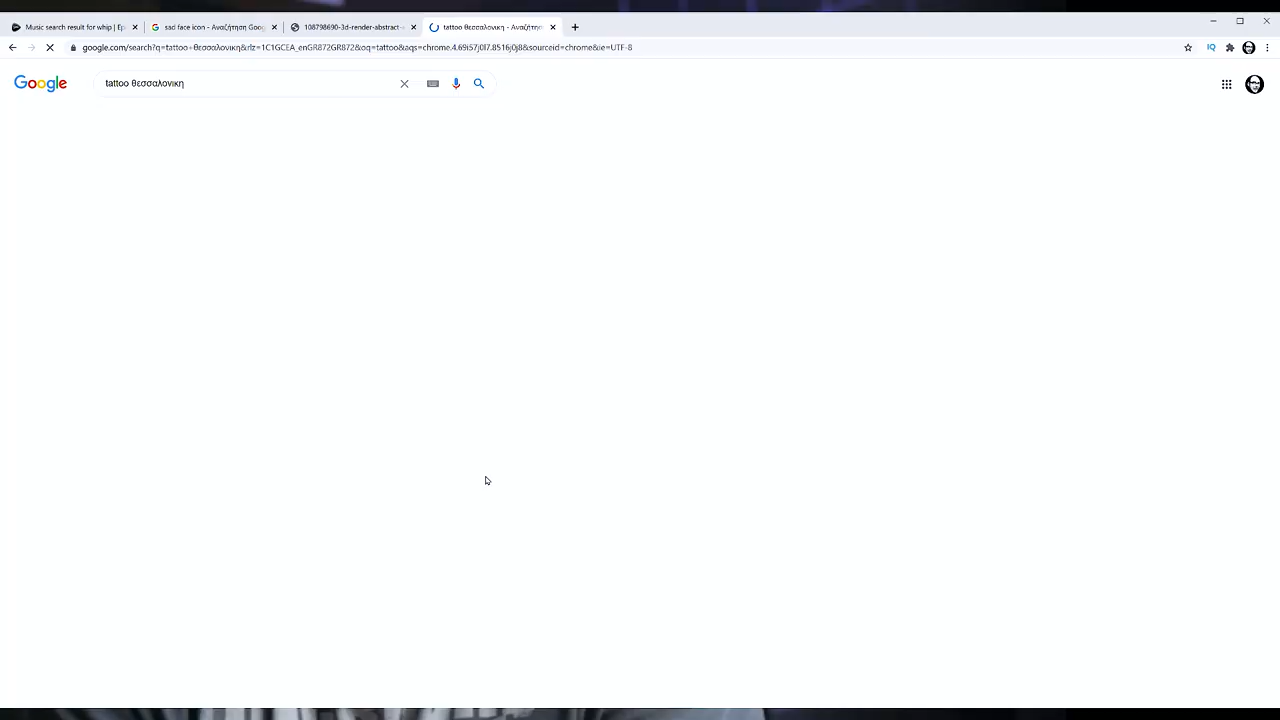 Music search result for whip | Ep
sad face icon - Αναζήτηση Goog
108798690-3d-render-abstract-
tattoo θεσσαλονικη - Αναζήτησ
google.com/search?q=tattoo+θεσσαλονικη&rlz=1C1GCEA_enGR872GR872&oq=tattoo&aqs=chrome.4.69i57j0l7.8516j0j8&sourceid=chrome&ie=UTF-8
IQ
Google
tattoo θεσσαλονικη